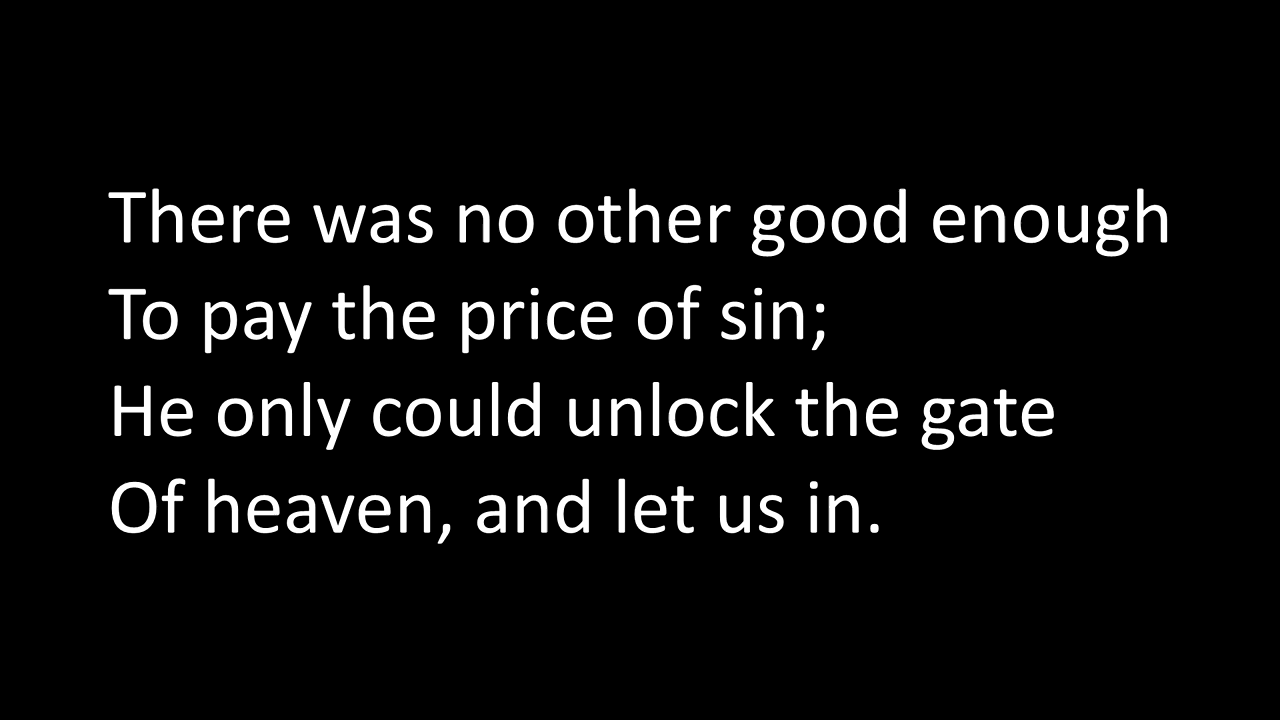 There was no other good enough
To pay the price of sin;
He only could unlock the gate
Of heaven, and let us in.